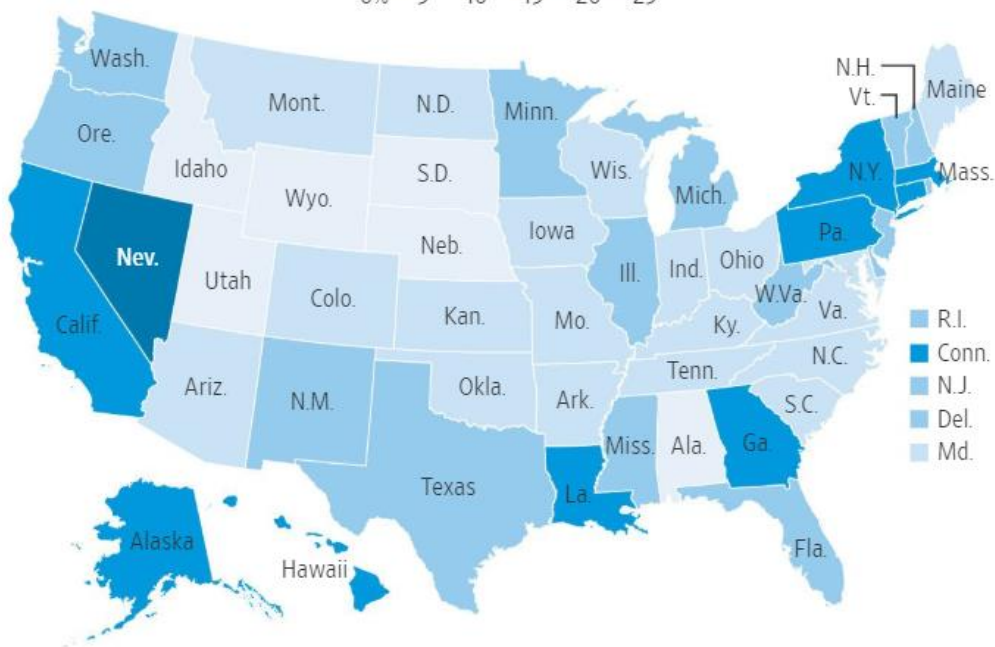 Wash.
Mont.
N.D.
Minn.
N.H.
Vt.
Maine
Ore.
Idaho
S.D.
Wis.
Mich.
N.Y.
Mass.
Wyo.
Neb.
Iowa
Pa.
Nev.
Utah
Colo.
Kan.
Mo.
Ill.
Ind.
Ohio
W.Va.
Va.
Ky.
Calif.
Ariz.
N.M.
Okla.
Ark.
Tenn.
N.C.
S.C.
Miss.
Ala.
Ga.
Texas
La.
Fla.
Alaska
Hawaii
R.I.
Conn.
N.J.
Del.
Md.